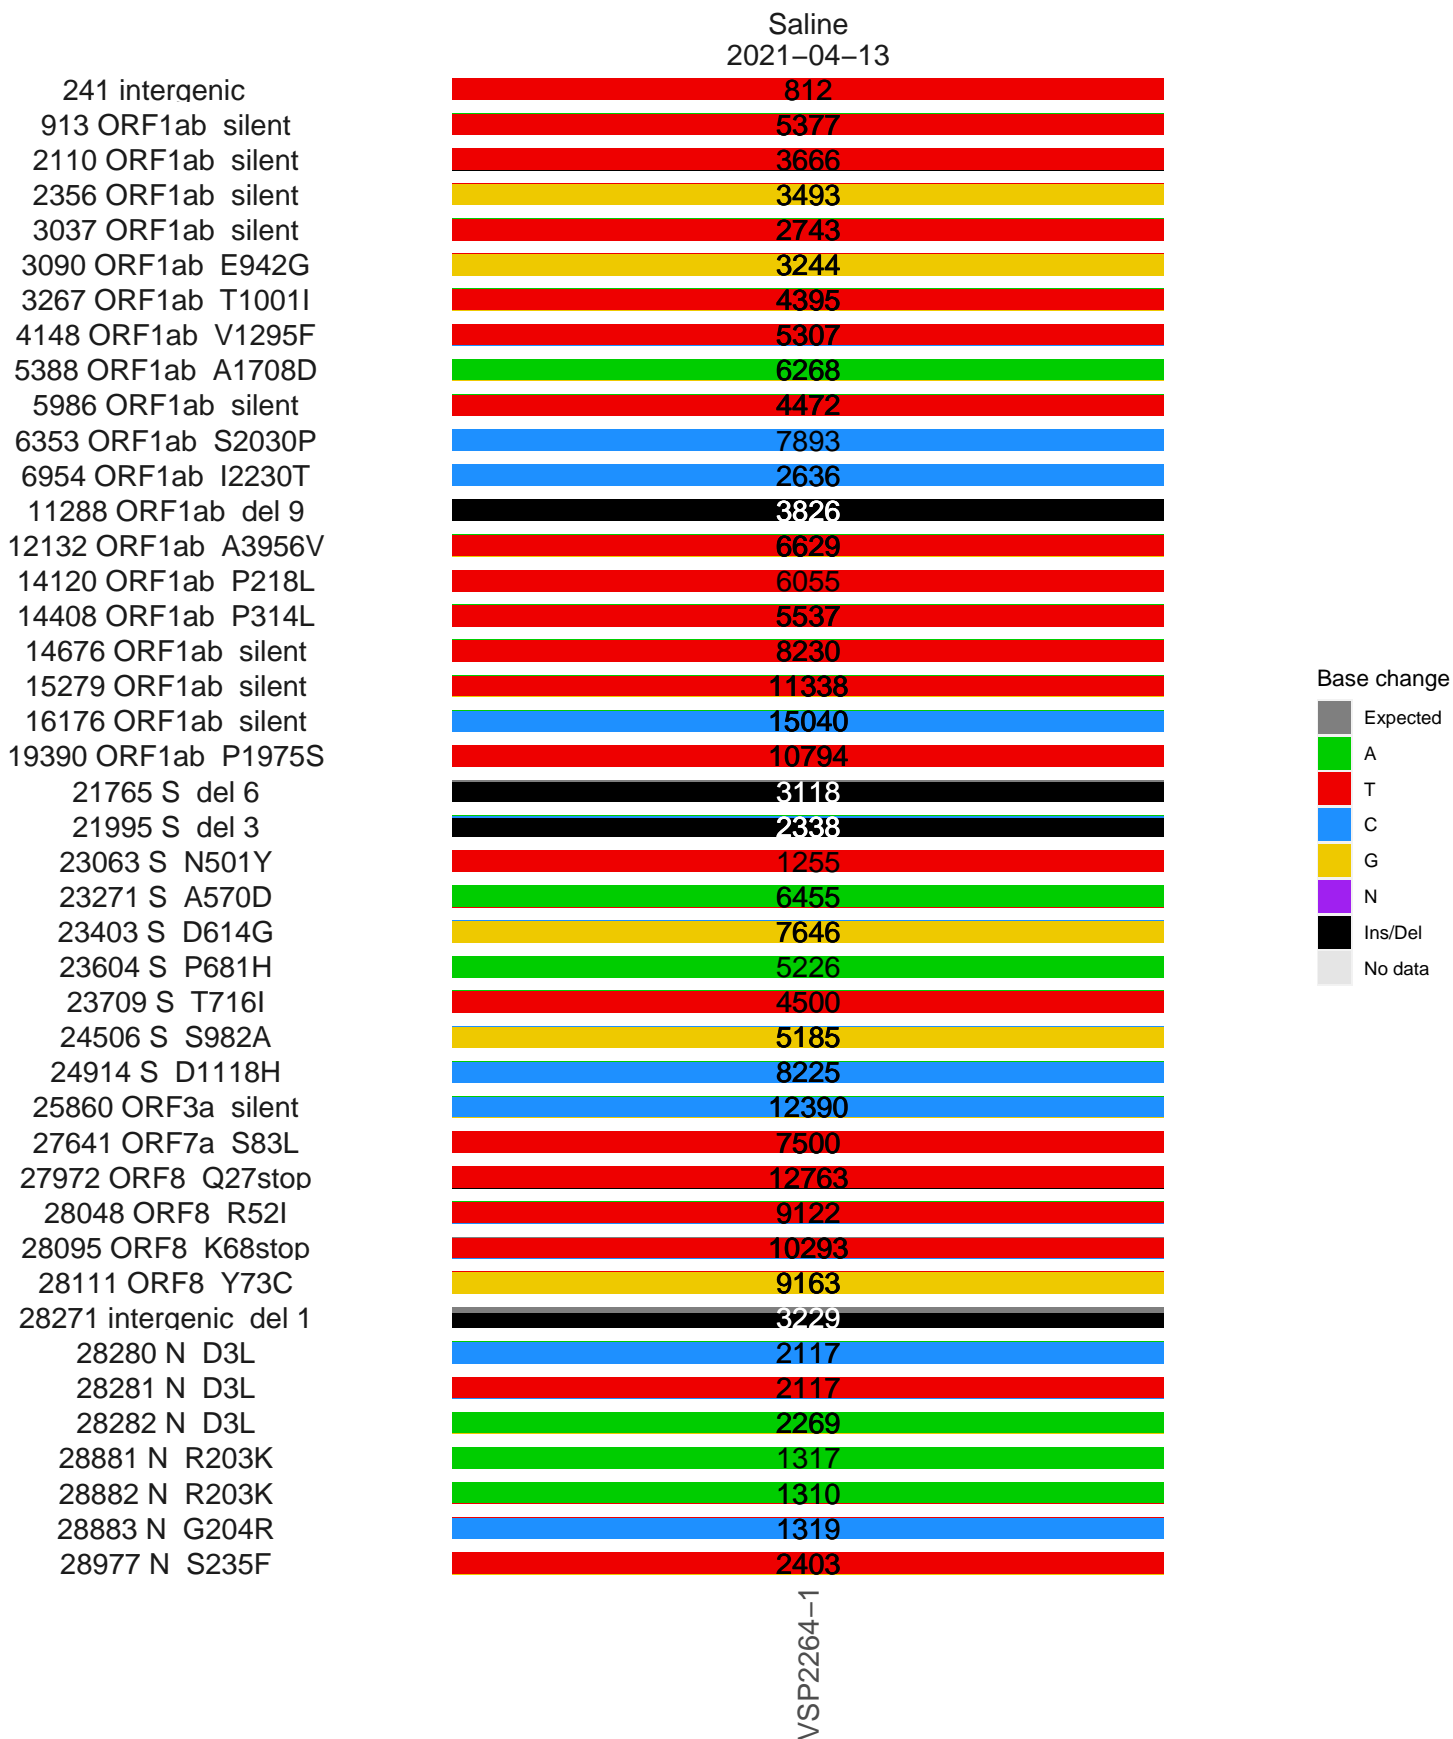 Saline
2021−04−13
241 intergenic 812
913 ORF1ab silent 5377
2110 ORF1ab silent 3666
2356 ORF1ab silent 3493
3037 ORF1ab silent 2743
3090 ORF1ab E942G 3244
3267 ORF1ab T1001I 4395
4148 ORF1ab V1295F 5307
5388 ORF1ab A1708D 6268
5986 ORF1ab silent 4472
6353 ORF1ab S2030P 7893
6954 ORF1ab I2230T 2636
11288 ORF1ab del 9 3826
12132 ORF1ab A3956V 6629
14120 ORF1ab P218L 6055
14408 ORF1ab P314L 5537
14676 ORF1ab silent 8230
15279 ORF1ab silent 11338
16176 ORF1ab silent 15040
19390 ORF1ab P1975S 10794
21765 S del 6 3118
21995 S del 3 2338
23063 S N501Y 1255
23271 S A570D 6455
23403 S D614G 7646
23604 S P681H 5226
23709 S T716I 4500
24506 S S982A 5185
24914 S D1118H 8225
25860 ORF3a silent 12390
27641 ORF7a S83L 7500
27972 ORF8 Q27stop 12763
28048 ORF8 R52I 9122
28095 ORF8 K68stop 10293
28111 ORF8 Y73C 9163
28271 intergenic del 1 3229
28280 N D3L 2117
28281 N D3L 2117
28282 N D3L 2269
28881 N R203K 1317
28882 N R203K 1310
28883 N G204R 1319
28977 N S235F 2403
VSP2264−1
Base change
Expected
A
T
C
G
N
Ins/Del
No data